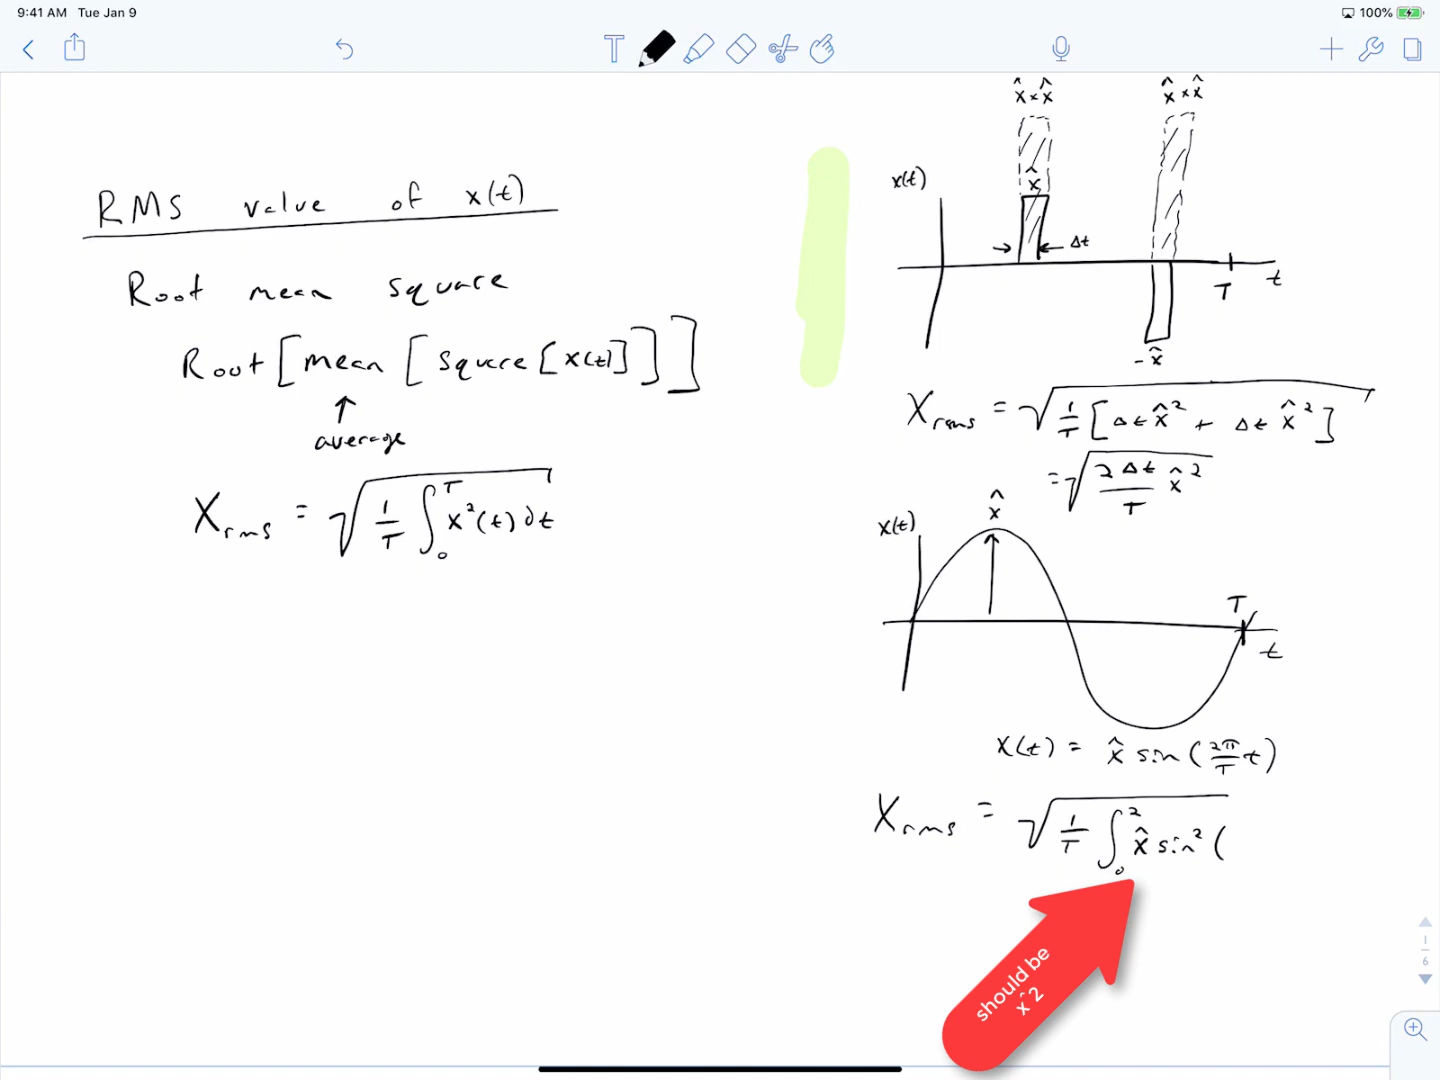 9:41 AM Tue Jan 9
100%
RMS value of x(t)
Root mean square
Root[mean[square[x(t)]]]
↑
average
Xrms = √(1/T ∫₀ᵀ x²(t) dt)
x̂ × x̂
x̂ × x̂
x(t)
x̂
Δt
T
t
-x̂
Xrms = √(1/T [Δt x̂² + Δt x̂²])
= √(2Δt/T x̂²)
x̂
x(t)
T
t
x(t) = x̂ sin(2π/T t)
Xrms = √(1/T ∫₀² x̂ sin² (
should be
x^2
1
6